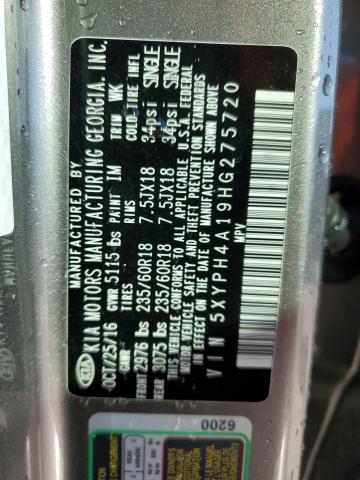 MANUFACTURED BY
KIA KIA MOTORS MANUFACTURING GEORGIA, INC.
OCT/25/16 GVWR 5115 lbs PAINT IM TRIM WK
GAWR TIRES RIMS COLD TIRE INFL
FRONT 2976 lbs 235/60R18 7.5JX18 34psi SINGLE
REAR 3075 lbs 235/60R18 7.5JX18 34psi SINGLE
THIS VEHICLE CONFORMS TO ALL APPLICABLE U.S.A. FEDERAL
MOTOR VEHICLE SAFETY AND THEFT PREVENTION STANDARDS
IN EFFECT ON THE DATE OF MANUFACTURE SHOWN ABOVE
VIN 5XYPH4A19HG275720
MPV
6200